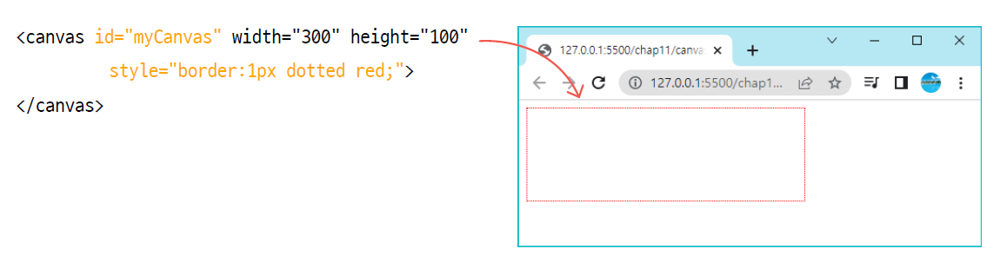 <canvas id="myCanvas" width="300" height="100"
style="border:1px dotted red;">
</canvas>
127.0.0.1:5500/chap11/canva
127.0.0.1:5500/chap1...